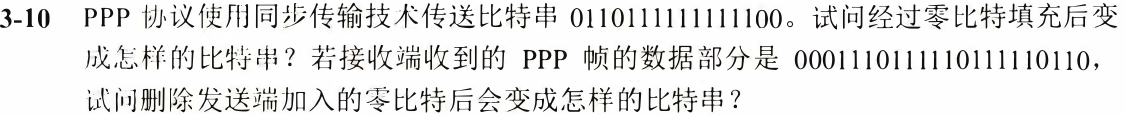 3-10 PPP 协议使用同步传输技术传送比特串 0110111111111100。试问经过零比特填充后变
成怎样的比特串？若接收端收到的 PPP 帧的数据部分是 0001110111110111110110，
试问删除发送端加入的零比特后会变成怎样的比特串？